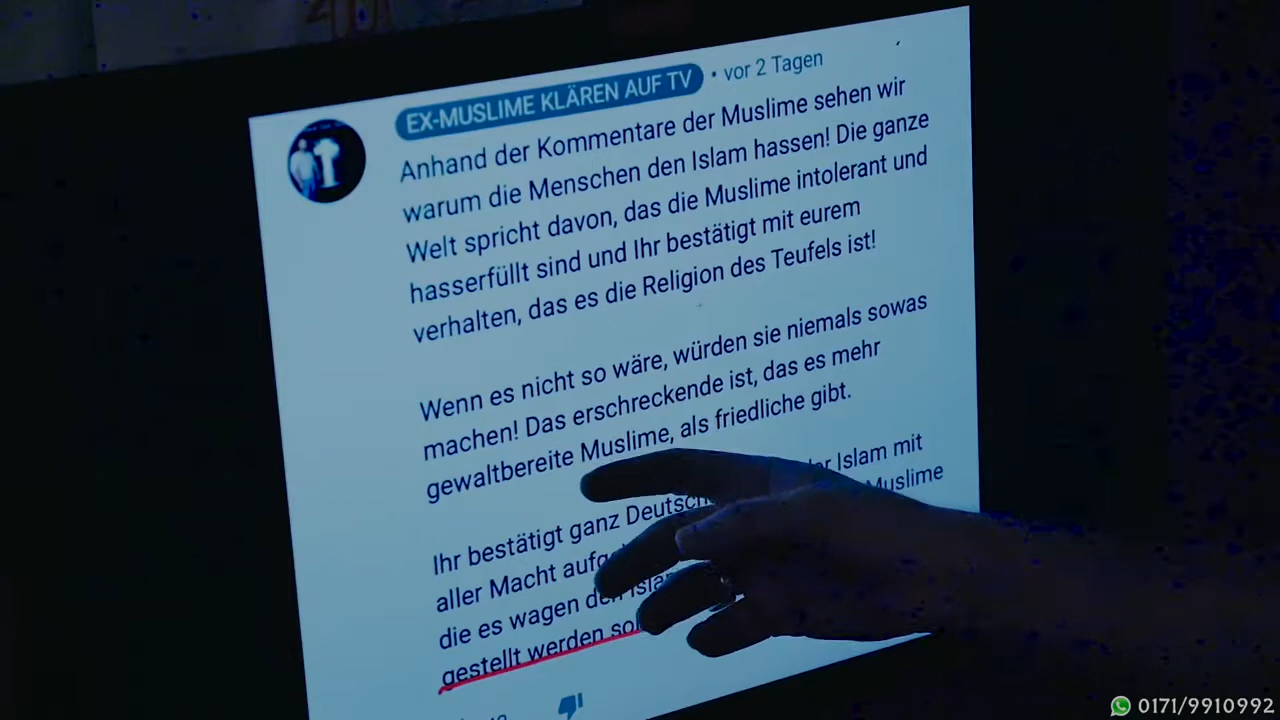 EX-MUSLIME KLÄREN AUF TV • vor 2 Tagen
Anhand der Kommentare der Muslime sehen wir
warum die Menschen den Islam hassen! Die ganze
Welt spricht davon, das die Muslime intolerant und
hasserfüllt sind und Ihr bestätigt mit eurem
verhalten, das es die Religion des Teufels ist!
Wenn es nicht so wäre, würden sie niemals sowas
machen! Das erschreckende ist, das es mehr
gewaltbereite Muslime, als friedliche gibt.
Ihr bestätigt ganz Islam mit
aller Macht Muslime
die es wagen
gestellt werden
0171/9910992